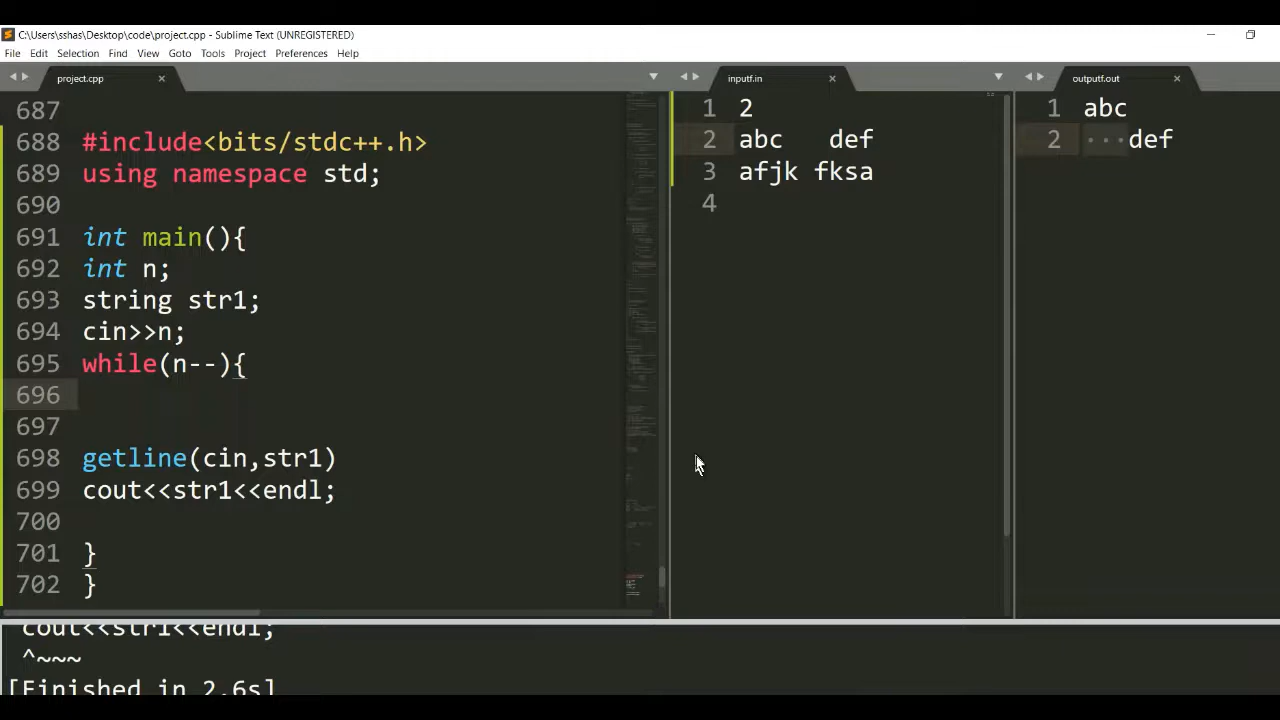 C:\Users\sshas\Desktop\code\project.cpp - Sublime Text (UNREGISTERED)
File Edit Selection Find View Goto Tools Project Preferences Help
project.cpp
687
688 #include<bits/stdc++.h>
689 using namespace std;
690
691 int main(){
692 int n;
693 string str1;
694 cin>>n;
695 while(n--){
696
697
698 getline(cin,str1)
699 cout<<str1<<endl;
700
701 }
702 }
inputf.in
1 2
2 abc   def
3 afjk fksa
4
outputf.out
1 abc
2 ···def
cout<<str1<<endl;
^~~~
[Finished in 2.6s]